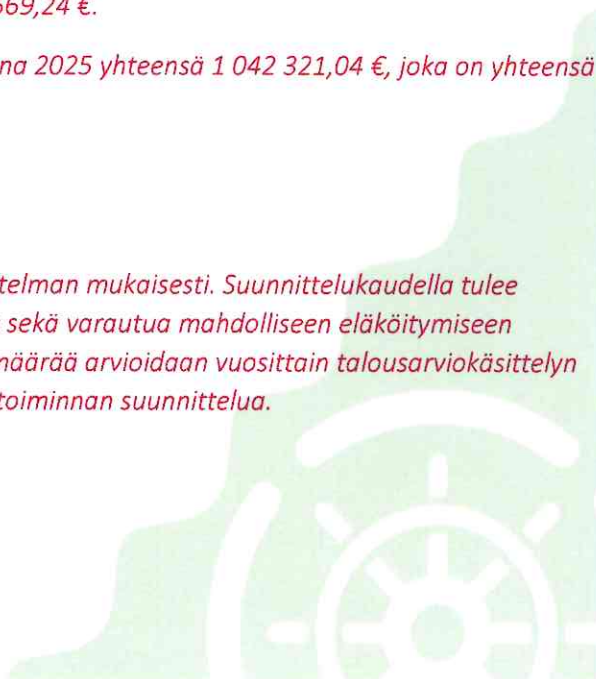 569,24 €.
na 2025 yhteensä 1 042 321,04 €, joka on yhteensä
telman mukaisesti. Suunnittelukaudella tulee
sekä varautua mahdolliseen eläköitymiseen
määrää arvioidaan vuosittain talousarviokäsittelyn
toiminnan suunnittelua.